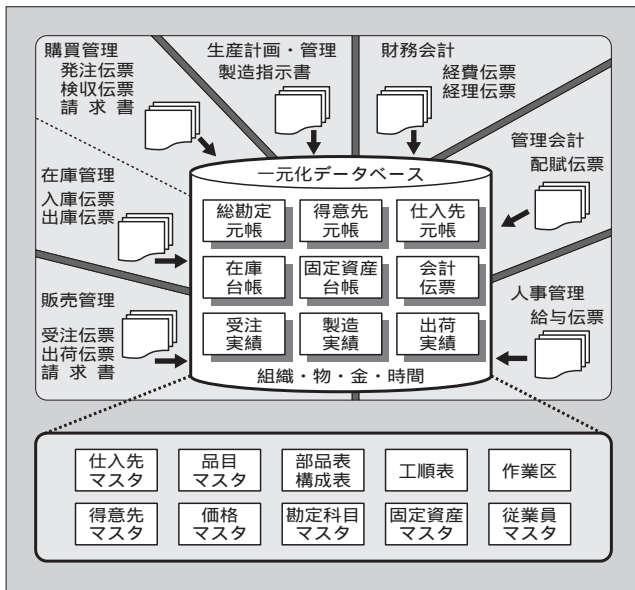 購買管理
発注伝票
検収伝票
請求書
生産計画・管理
製造指示書
財務会計
経費伝票
経理伝票
管理会計
配賦伝票
在庫管理
入庫伝票
出庫伝票
販売管理
受注伝票
出荷伝票
請求書
人事管理
給与伝票
一元化データベース
総勘定
元帳
得意先
元帳
仕入先
元帳
在庫
台帳
固定資産
台帳
会計
伝票
受注
実績
製造
実績
出荷
実績
組織・物・金・時間
仕入先
マスタ
品目
マスタ
部品表
構成表
工順表
作業区
得意先
マスタ
価格
マスタ
勘定科目
マスタ
固定資産
マスタ
従業員
マスタ